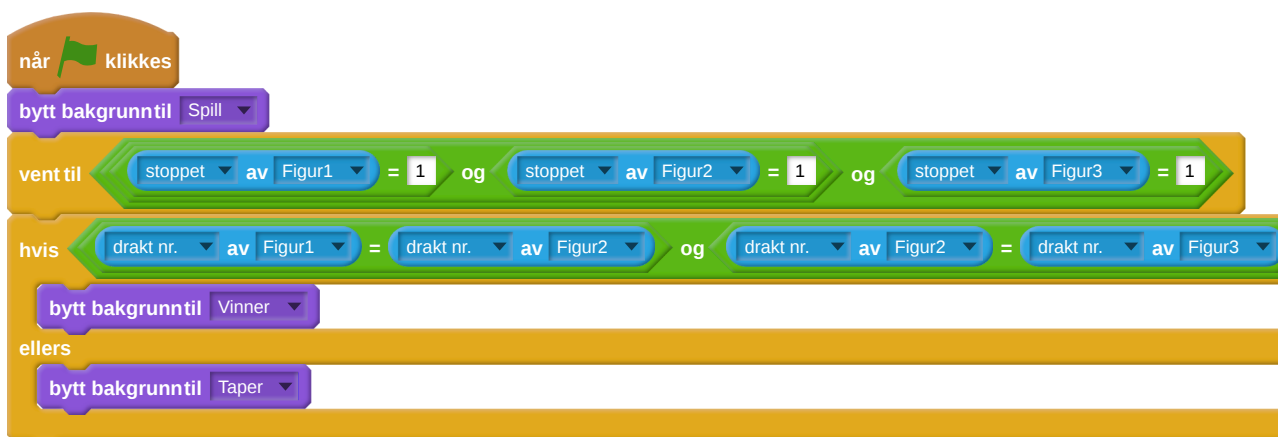 når klikkes
bytt bakgrunn til Spill
vent til stoppet av Figur1 = 1 og stoppet av Figur2 = 1 og stoppet av Figur3 = 1
hvis drakt nr. av Figur1 = drakt nr. av Figur2 og drakt nr. av Figur2 = drakt nr. av Figur3
bytt bakgrunn til Vinner
ellers
bytt bakgrunn til Taper